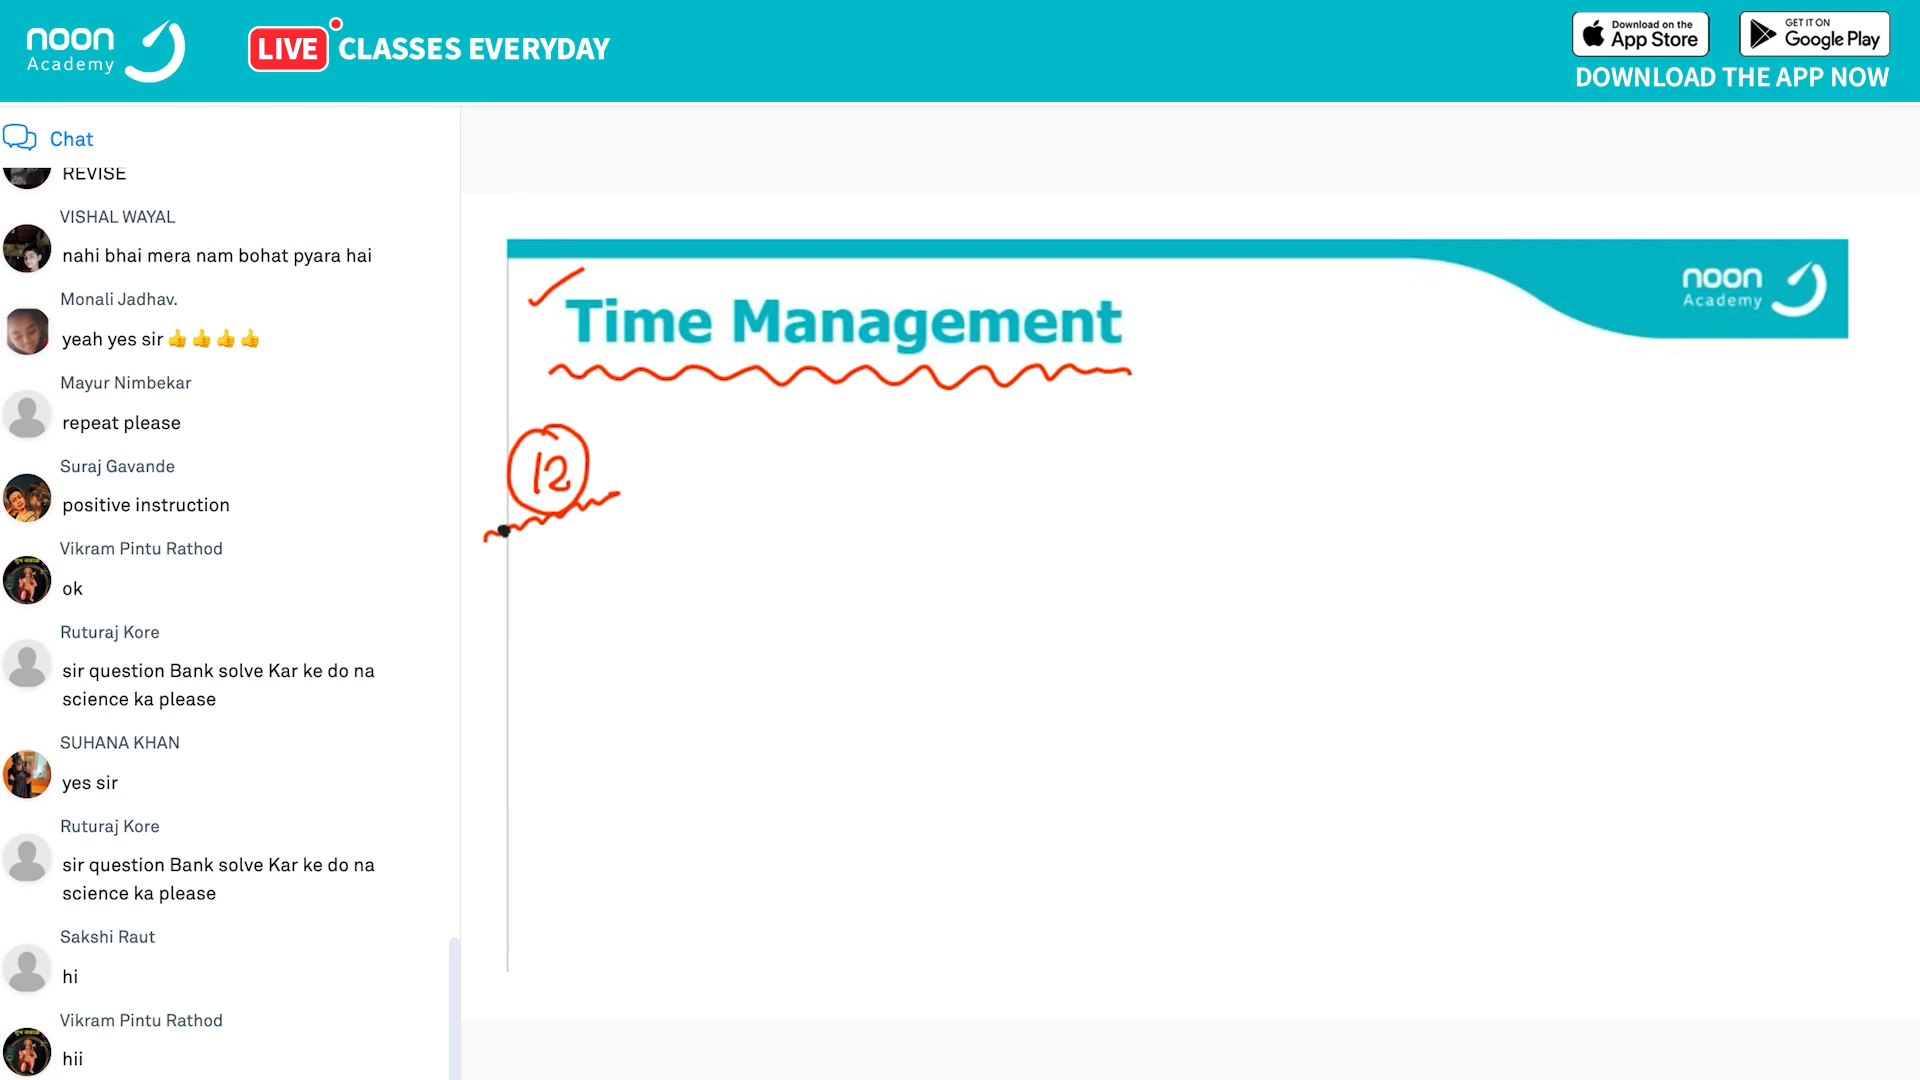 noon
Academy
LIVE CLASSES EVERYDAY
Download on the
App Store
GET IT ON
Google Play
DOWNLOAD THE APP NOW
Chat
REVISE
VISHAL WAYAL
nahi bhai mera nam bohat pyara hai
Monali Jadhav.
yeah yes sir 👍👍👍👍
Mayur Nimbekar
repeat please
Suraj Gavande
positive instruction
Vikram Pintu Rathod
ok
Ruturaj Kore
sir question Bank solve Kar ke do na
science ka please
SUHANA KHAN
yes sir
Ruturaj Kore
sir question Bank solve Kar ke do na
science ka please
Sakshi Raut
hi
Vikram Pintu Rathod
hii
noon
Academy
Time Management
12